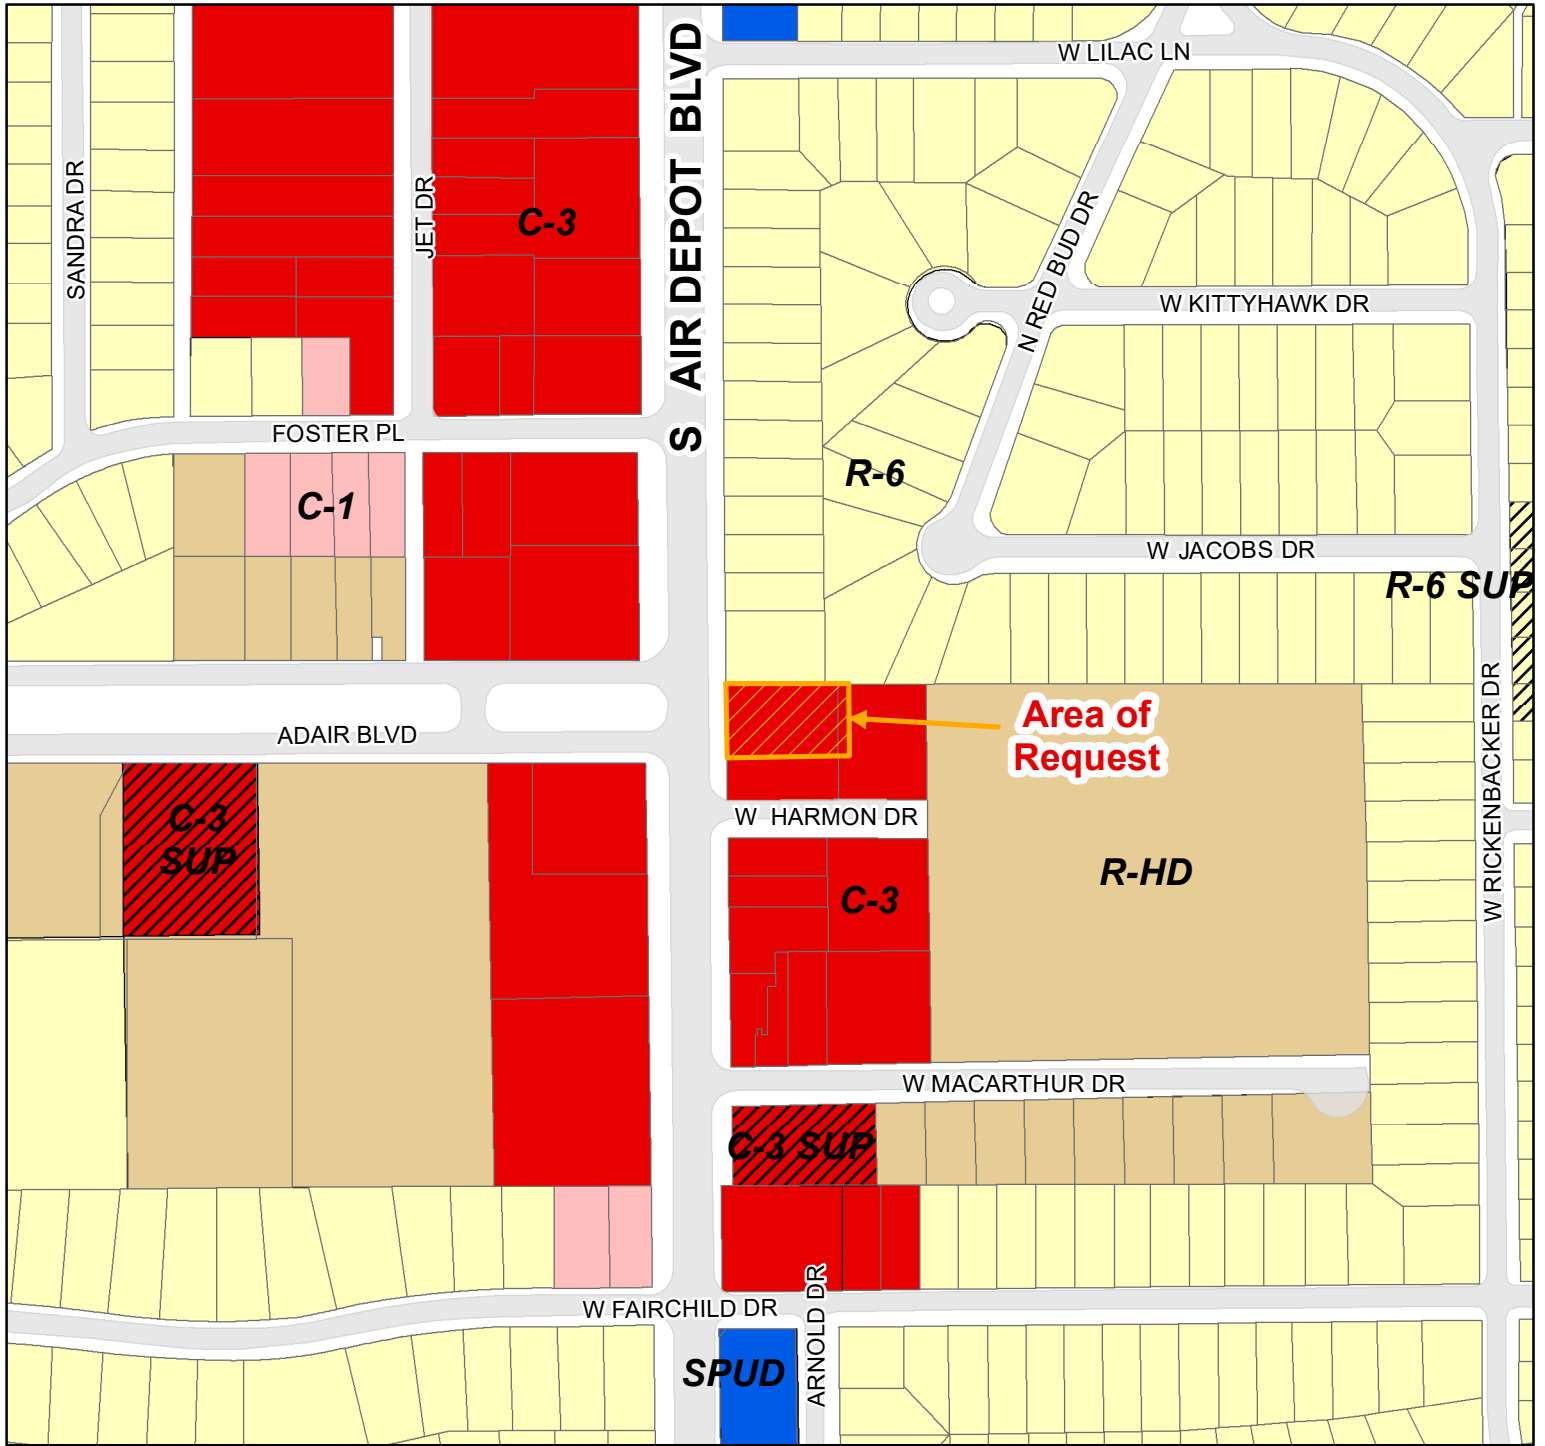 W LILAC LN
S AIR DEPOT BLVD
SANDRA DR
JET DR
C-3
N RED BUD DR
W KITTYHAWK DR
FOSTER PL
R-6
C-1
W JACOBS DR
R-6 SUP
Area of
Request
ADAIR BLVD
W RICKENBACKER DR
C-3
SUP
W HARMON DR
R-HD
C-3
W MACARTHUR DR
C-3 SUP
W FAIRCHILD DR
ARNOLD DR
SPUD